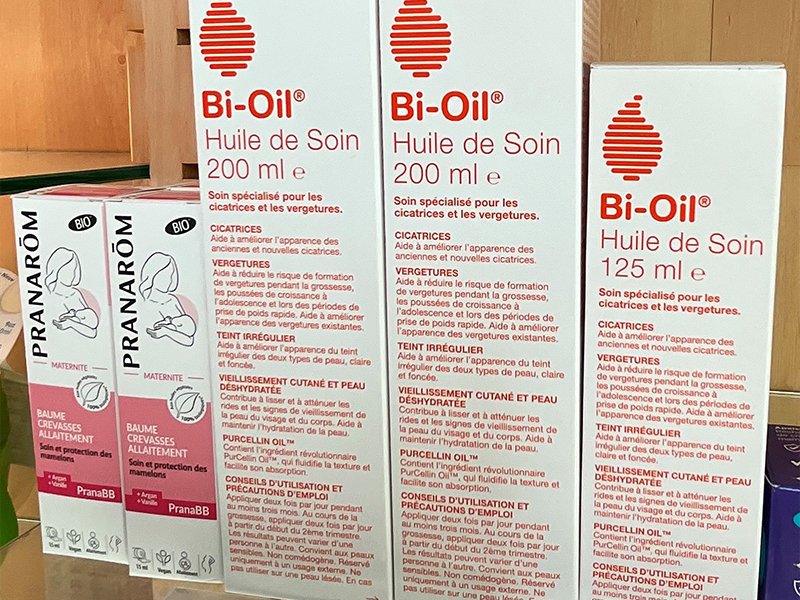 PRANARŌM
BIO
MATERNITE
100%
BAUME
CREVASSES
ALLAITEMENT
Soin et protection des
mamelons
+ Argan
+ Vanille
PranaBB
15 ml
Vegan
Allaitement
PRANARŌM
BIO
MATERNITE
100%
BAUME
CREVASSES
ALLAITEMENT
Soin et protection des
mamelons
+ Argan
+ Vanille
PranaBB
15 ml
Vegan
Allaitement
Bi-Oil®
Huile de Soin
200 ml e
Soin spécialisé pour les
cicatrices et les vergetures.
CICATRICES
Aide à améliorer l'apparence des
anciennes et nouvelles cicatrices.
VERGETURES
Aide à réduire le risque de formation
de vergetures pendant la grossesse,
les poussées de croissance à
l'adolescence et lors des périodes de
prise de poids rapide. Aide à améliorer
l'apparence des vergetures existantes.
TEINT IRRÉGULIER
Aide à améliorer l'apparence du teint
irrégulier des deux types de peau, claire
et foncée.
VIEILLISSEMENT CUTANÉ ET PEAU
DÉSHYDRATÉE
Contribue à lisser et à atténuer les
rides et les signes de vieillissement de
la peau du visage et du corps. Aide à
maintenir l'hydratation de la peau.
PURCELLIN OIL™
Contient l'ingrédient révolutionnaire
PurCellin Oil™, qui fluidifie la texture et
facilite son absorption.
CONSEILS D'UTILISATION ET
PRÉCAUTIONS D'EMPLOI
Appliquer deux fois par jour pendant
au moins trois mois. Au cours de la
grossesse, appliquer deux fois par jour
à partir du début du 2ème trimestre.
Les résultats peuvent varier d'une
personne à l'autre. Convient aux peaux
sensibles. Non comédogène. Réservé
uniquement à un usage externe. Ne
pas utiliser sur une peau lésée. En cas
Bi-Oil®
Huile de Soin
200 ml e
Soin spécialisé pour les
cicatrices et les vergetures.
CICATRICES
Aide à améliorer l'apparence des
anciennes et nouvelles cicatrices.
VERGETURES
Aide à réduire le risque de formation
de vergetures pendant la grossesse,
les poussées de croissance à
l'adolescence et lors des périodes de
prise de poids rapide. Aide à améliorer
l'apparence des vergetures existantes.
TEINT IRRÉGULIER
Aide à améliorer l'apparence du teint
irrégulier des deux types de peau, claire
et foncée.
VIEILLISSEMENT CUTANÉ ET PEAU
DÉSHYDRATÉE
Contribue à lisser et à atténuer les
rides et les signes de vieillissement de
la peau du visage et du corps. Aide à
maintenir l'hydratation de la peau.
PURCELLIN OIL™
Contient l'ingrédient révolutionnaire
PurCellin Oil™, qui fluidifie la texture et
facilite son absorption.
CONSEILS D'UTILISATION ET
PRÉCAUTIONS D'EMPLOI
Appliquer deux fois par jour pendant
au moins trois mois. Au cours de la
grossesse, appliquer deux fois par jour
à partir du début du 2ème trimestre.
Les résultats peuvent varier d'une
personne à l'autre. Convient aux peaux
sensibles. Non comédogène. Réservé
uniquement à un usage externe. Ne
pas utiliser sur une peau lésée. En cas
Bi-Oil®
Huile de Soin
125 ml e
Soin spécialisé pour les
cicatrices et les vergetures.
CICATRICES
Aide à améliorer l'apparence des
anciennes et nouvelles cicatrices.
VERGETURES
Aide à réduire le risque de formation
de vergetures pendant la grossesse,
les poussées de croissance à
l'adolescence et lors des périodes de
prise de poids rapide. Aide à améliorer
l'apparence des vergetures existantes.
TEINT IRRÉGULIER
Aide à améliorer l'apparence du teint
irrégulier des deux types de peau,
claire et foncée.
VIEILLISSEMENT CUTANÉ ET PEAU
DÉSHYDRATÉE
Contribue à lisser et à atténuer les
rides et les signes de vieillissement de
la peau du visage et du corps. Aide à
maintenir l'hydratation de la peau.
PURCELLIN OIL™
Contient l'ingrédient révolutionnaire
PurCellin Oil™, qui fluidifie la texture et
facilite son absorption.
CONSEILS D'UTILISATION ET
PRÉCAUTIONS D'EMPLOI
Appliquer deux fois par jour pendant
au moins trois mois. Au cours de la